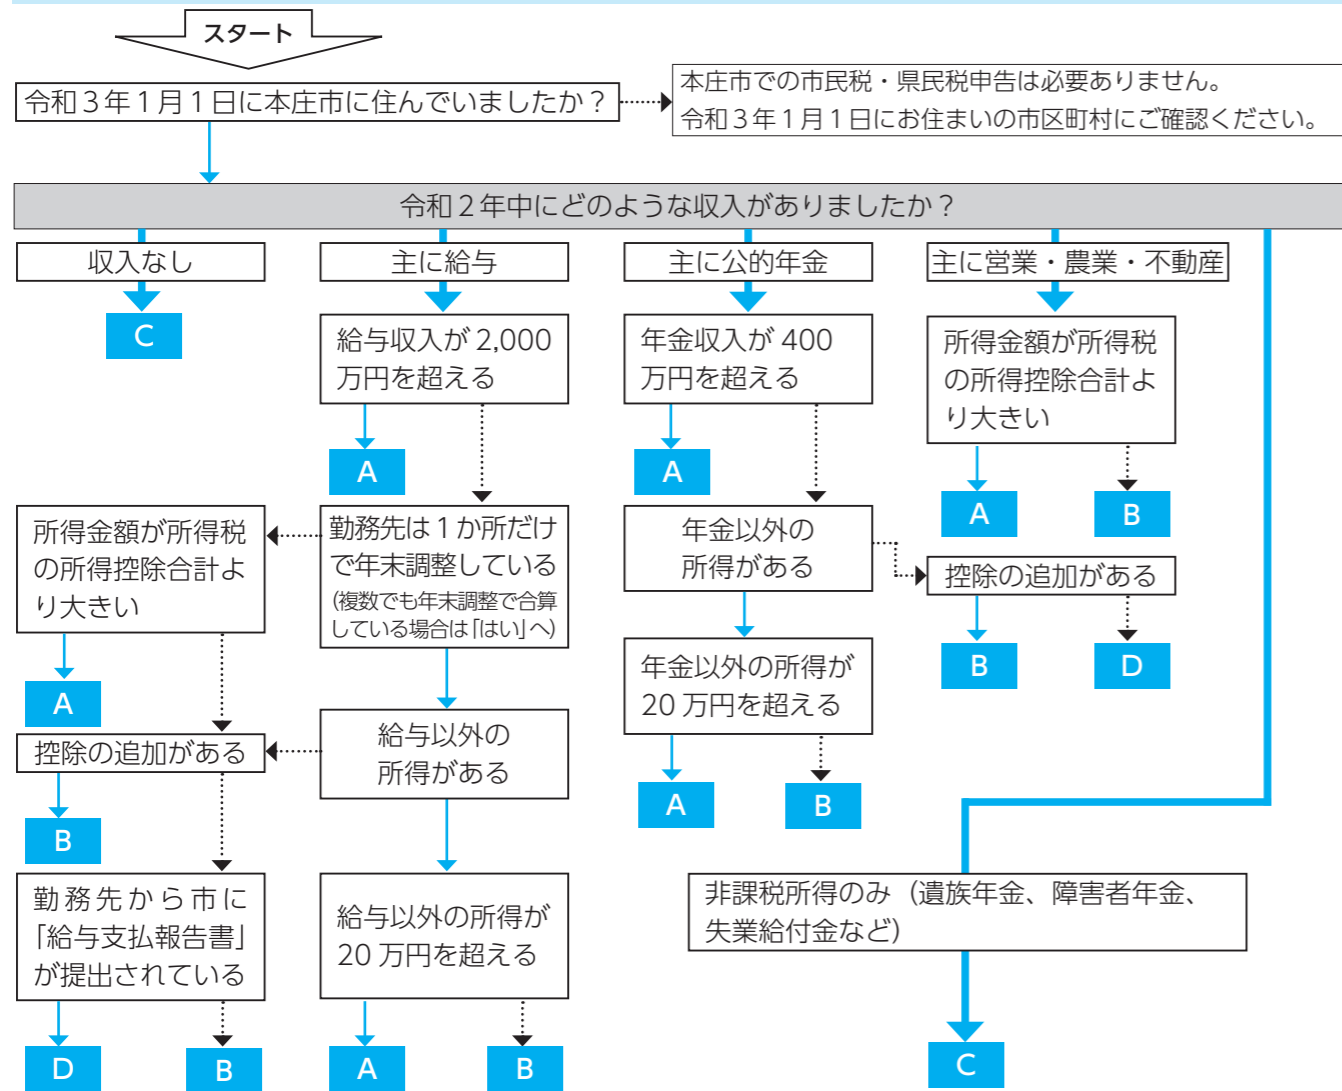 スタート
令和3年1月1日に本庄市に住んでいましたか？
本庄市での市民税・県民税申告は必要ありません。
令和3年1月1日にお住まいの市区町村にご確認ください。
令和2年中にどのような収入がありましたか？
収入なし
C
主に給与
給与収入が 2,000
万円を超える
A
勤務先は1か所だけ
で年末調整している
(複数でも年末調整で合算
している場合は「はい」へ)
所得金額が所得税
の所得控除合計よ
り大きい
A
給与以外の
所得がある
控除の追加がある
B
勤務先から市に
「給与支払報告書」
が提出されている
D
B
給与以外の所得が
20 万円を超える
A
B
主に公的年金
年金収入が 400
万円を超える
A
年金以外の
所得がある
年金以外の所得が
20 万円を超える
A
B
控除の追加がある
B
D
主に営業・農業・不動産
所得金額が所得税
の所得控除合計よ
り大きい
A
B
非課税所得のみ（遺族年金、障害者年金、
失業給付金など）
C